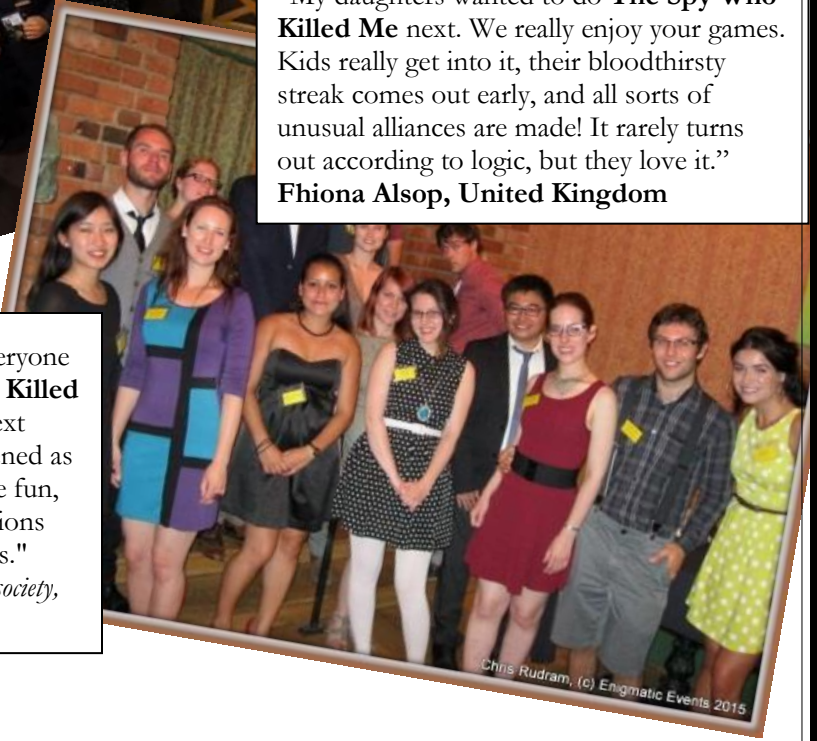 "My daughters wanted to do The Spy Who
Killed Me next. We really enjoy your games.
Kids really get into it, their bloodthirsty
streak comes out early, and all sorts of
unusual alliances are made! It rarely turns
out according to logic, but they love it.”
Fhiona Alsop, United Kingdom
eryone
Killed
ext
ned as
e fun,
ions
s."
society,
Chris Rudram, (c) Enigmatic Events 2015